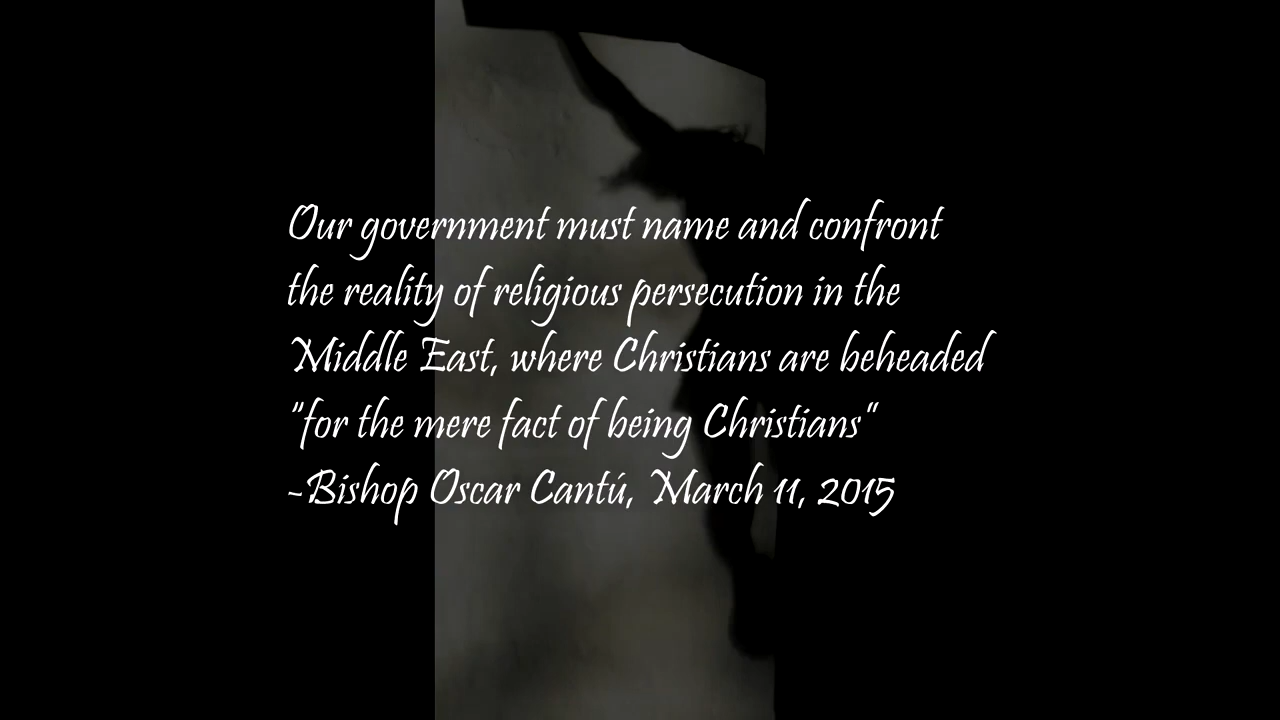 Our government must name and confront
the reality of religious persecution in the
Middle East, where Christians are beheaded
"for the mere fact of being Christians"
~Bishop Oscar Cantú, March 11, 2015